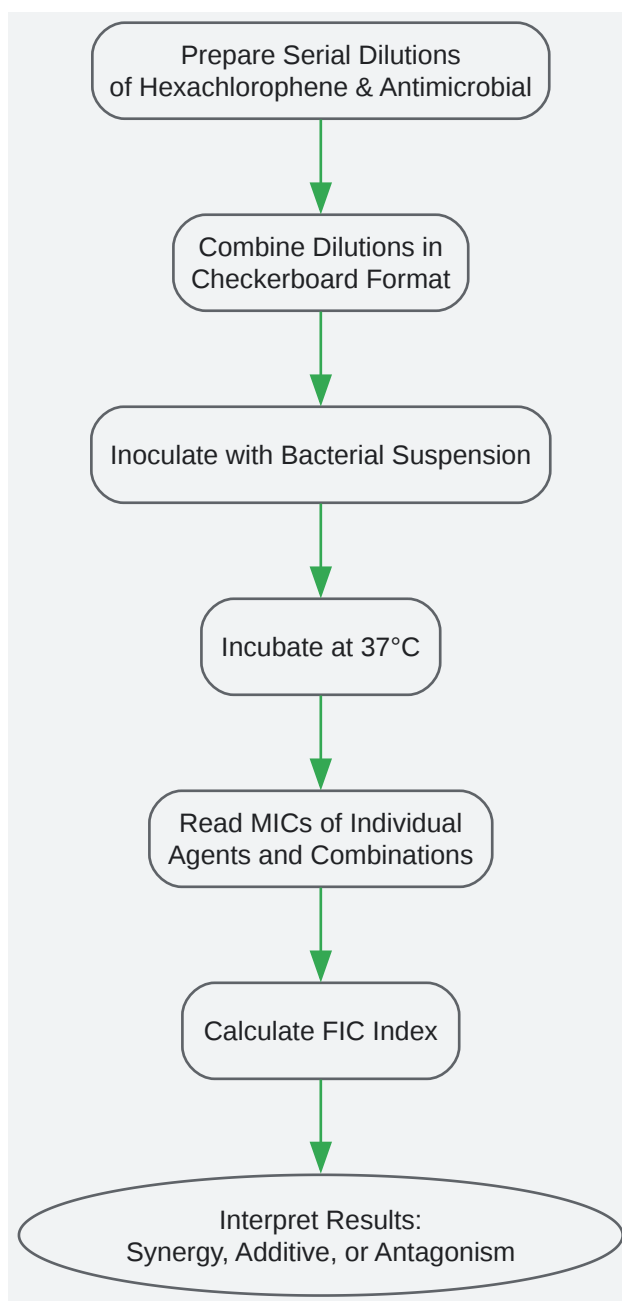 Prepare Serial Dilutions
of Hexachlorophene & Antimicrobial
Combine Dilutions in
Checkerboard Format
Inoculate with Bacterial Suspension
Incubate at 37°C
Read MICs of Individual
Agents and Combinations
Calculate FIC Index
Interpret Results:
Synergy, Additive, or Antagonism